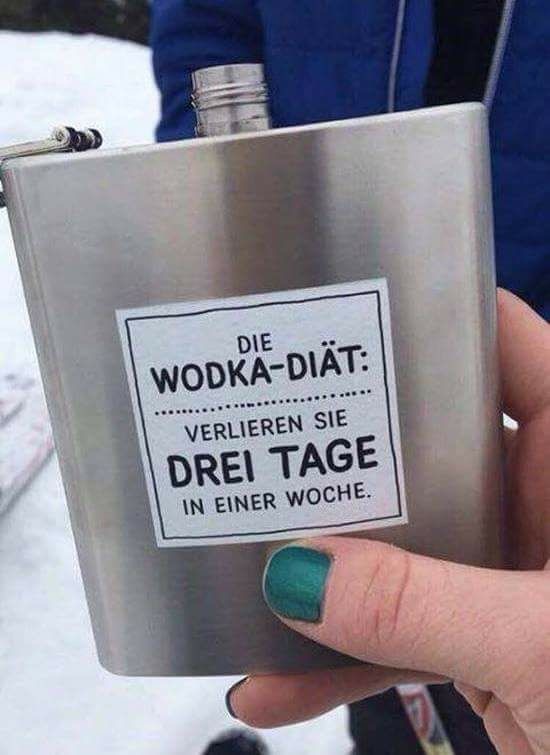 DIE
WODKA-DIÄT:
VERLIEREN SIE
DREI TAGE
IN EINER WOCHE.